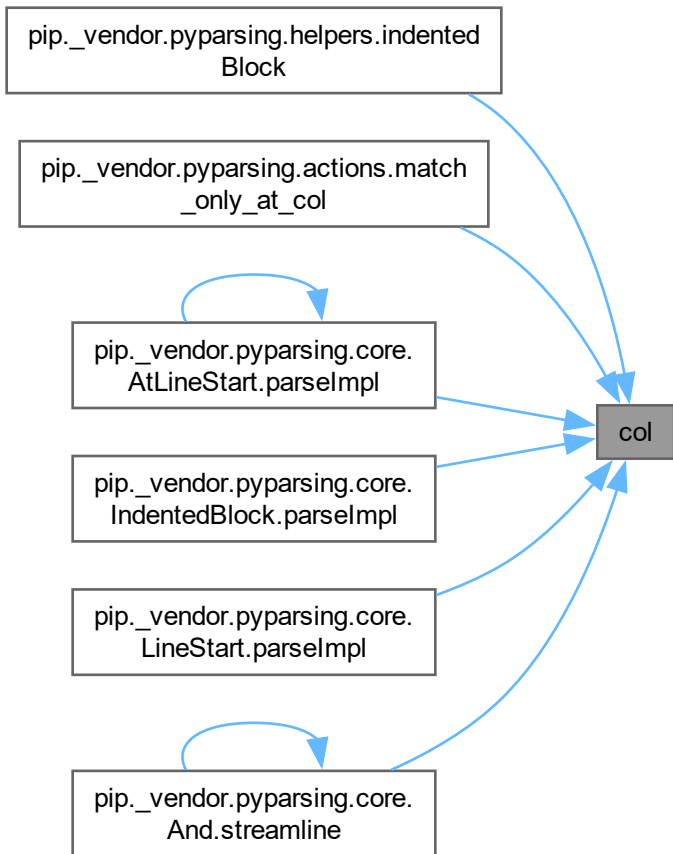 pip._vendor.pyparsing.helpers.indented
Block
pip._vendor.pyparsing.actions.match
_only_at_col
pip._vendor.pyparsing.core.
AtLineStart.parseImpl
col
pip._vendor.pyparsing.core.
IndentedBlock.parseImpl
pip._vendor.pyparsing.core.
LineStart.parseImpl
pip._vendor.pyparsing.core.
And.streamline